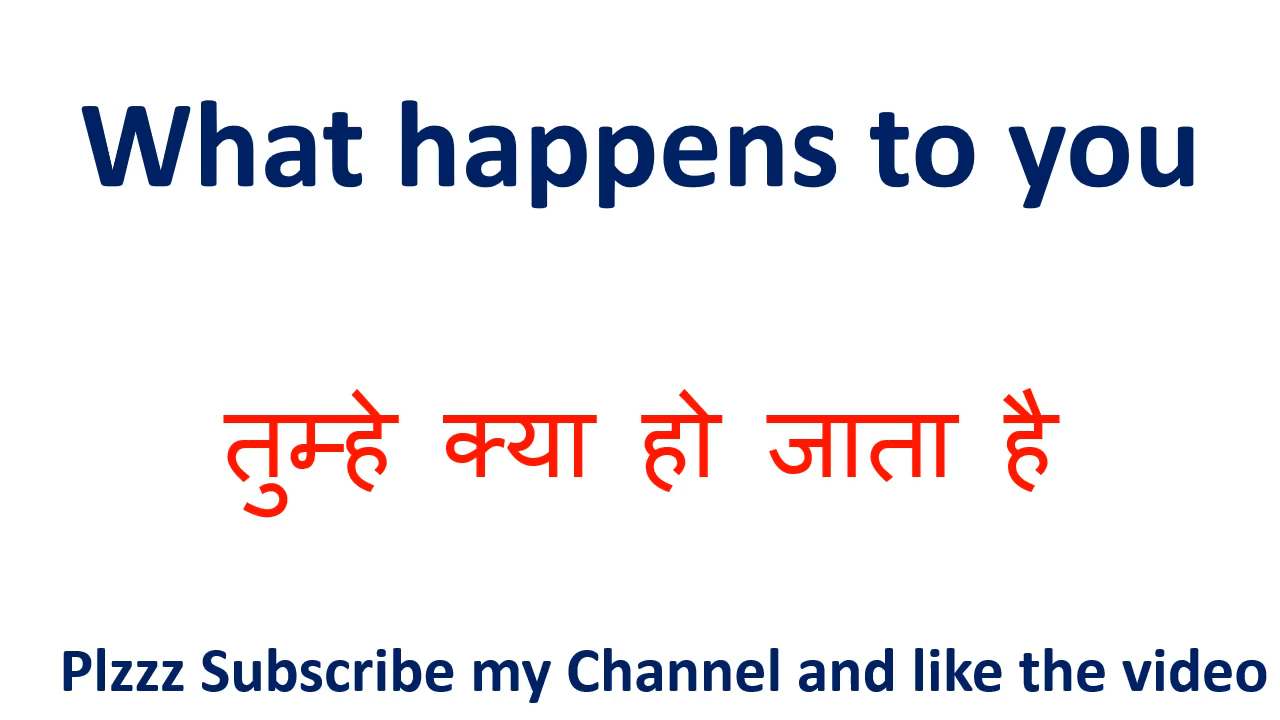 What happens to you
तुम्हे क्या हो जाता है
Plzzz Subscribe my Channel and like the video